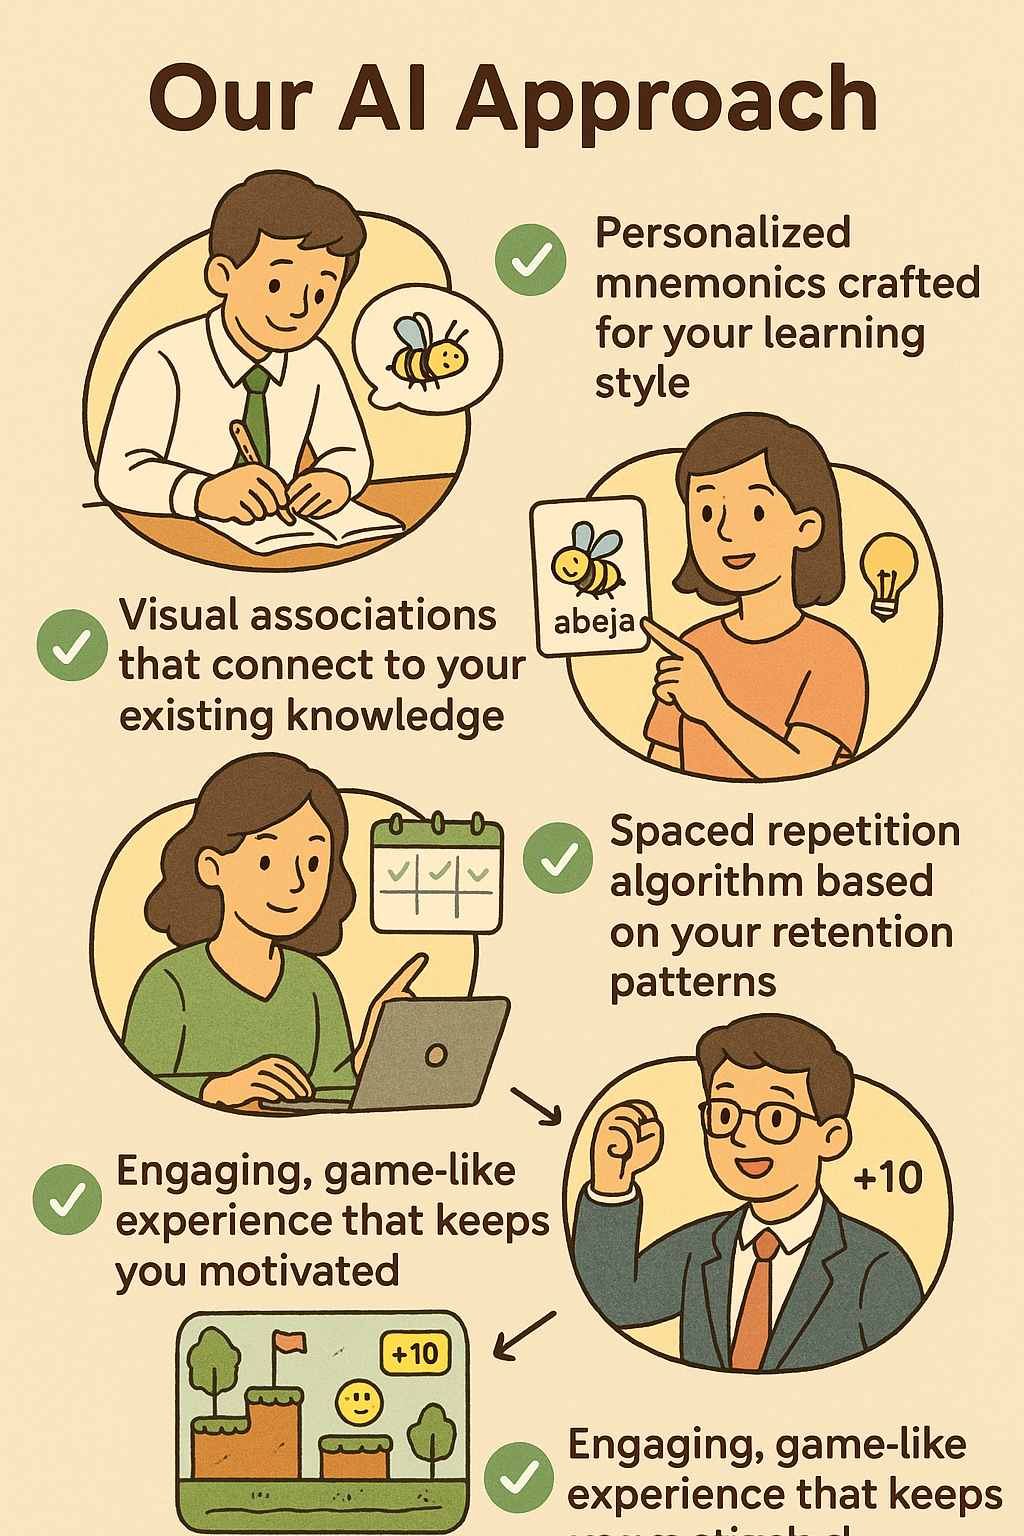 Our AI Approach
Personalized
mnemonics crafted
for your learning
style
abeja
Visual associations
that connect to your
existing knowledge
Spaced repetition
algorithm based
on your retention
patterns
+10
Engaging, game-like
experience that keeps
you motivated
+10
Engaging, game-like
experience that keeps